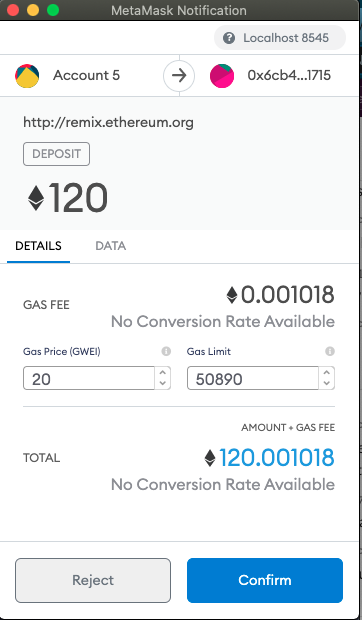 MetaMask Notification
Localhost 8545
Account 5
0x6cb4...1715
http://remix.ethereum.org
DEPOSIT
120
DETAILS
DATA
GAS FEE
0.001018
No Conversion Rate Available
Gas Price (GWEI)
Gas Limit
20
50890
AMOUNT + GAS FEE
TOTAL
120.001018
No Conversion Rate Available
Reject
Confirm